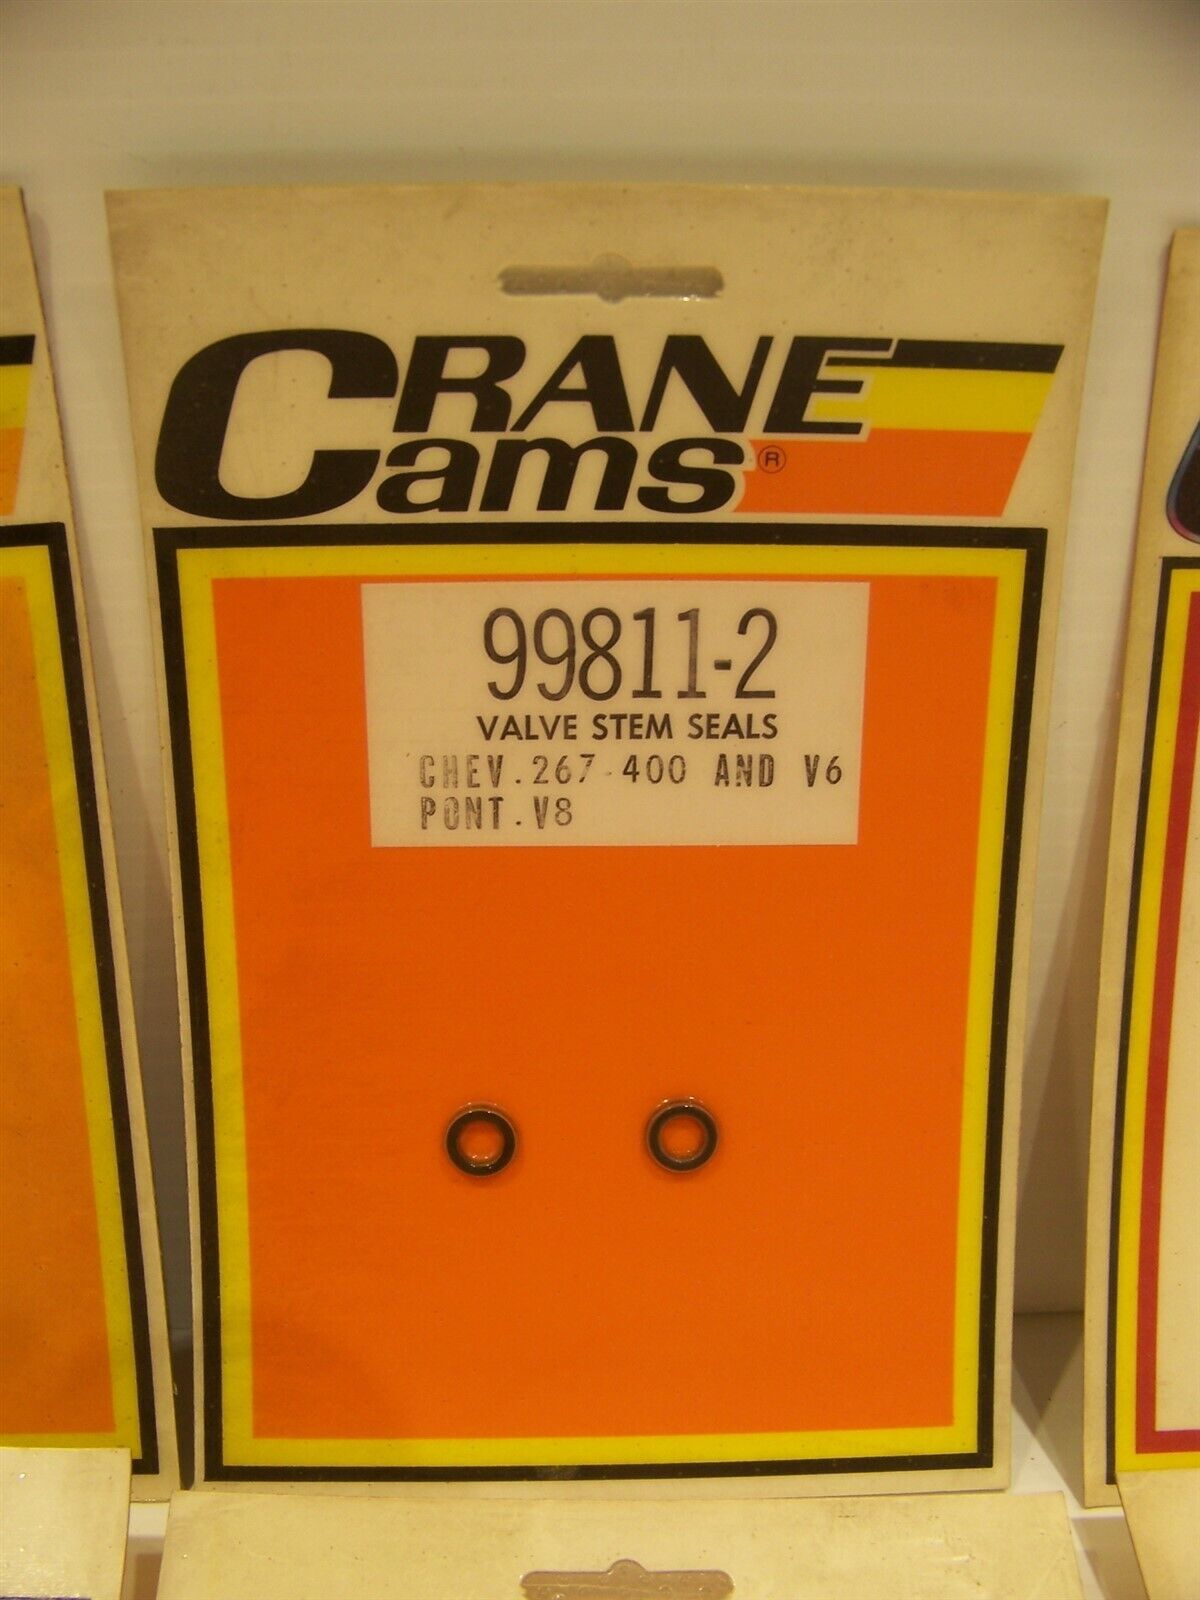 CRANE
Cams®
99811-2
VALVE STEM SEALS
CHEV.267-400 AND V6
PONT.V8